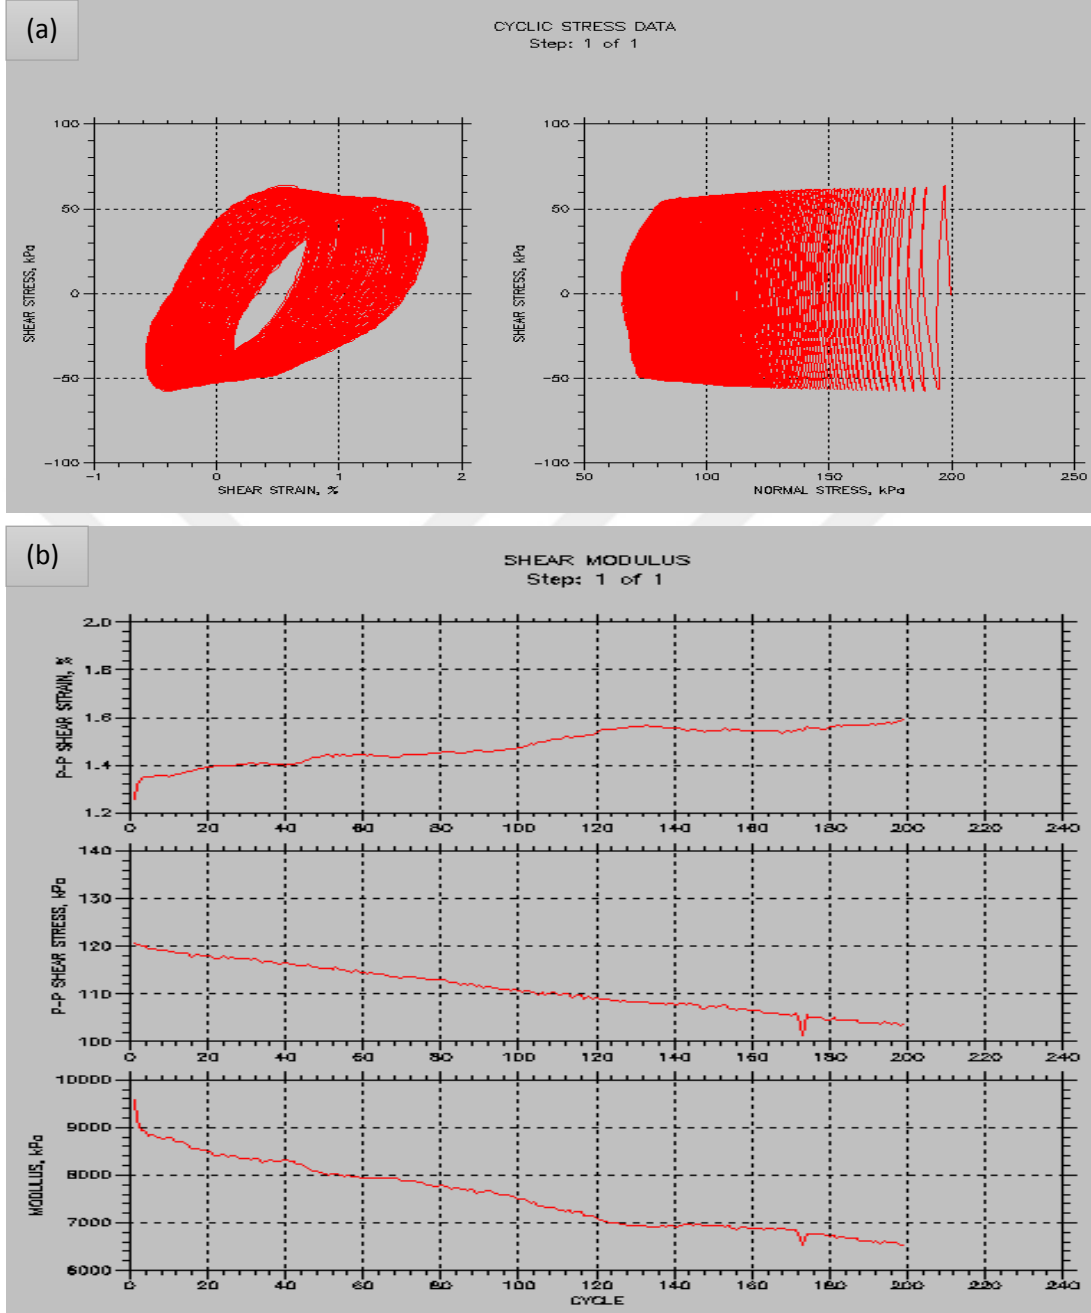 (a)
CYCLIC STRESS DATA
Step: 1 of 1
100
50
0
-50
-100
SHEAR STRESS, kPa
-1 0 1 2
SHEAR STRAIN, %
100
50
0
-50
-100
SHEAR STRESS, kPa
50 100 150 200 250
NORMAL STRESS, kPa
(b)
SHEAR MODULUS
Step: 1 of 1
P-P SHEAR STRAIN, %
2.0
1.8
1.6
1.4
1.2
0 20 40 60 80 100 120 140 160 180 200 220 240
P-P SHEAR STRESS, kPa
140
130
120
110
100
0 20 40 60 80 100 120 140 160 180 200 220 240
MODULUS, kPa
10000
9000
8000
7000
6000
0 20 40 60 80 100 120 140 160 180 200 220 240
CYCLE